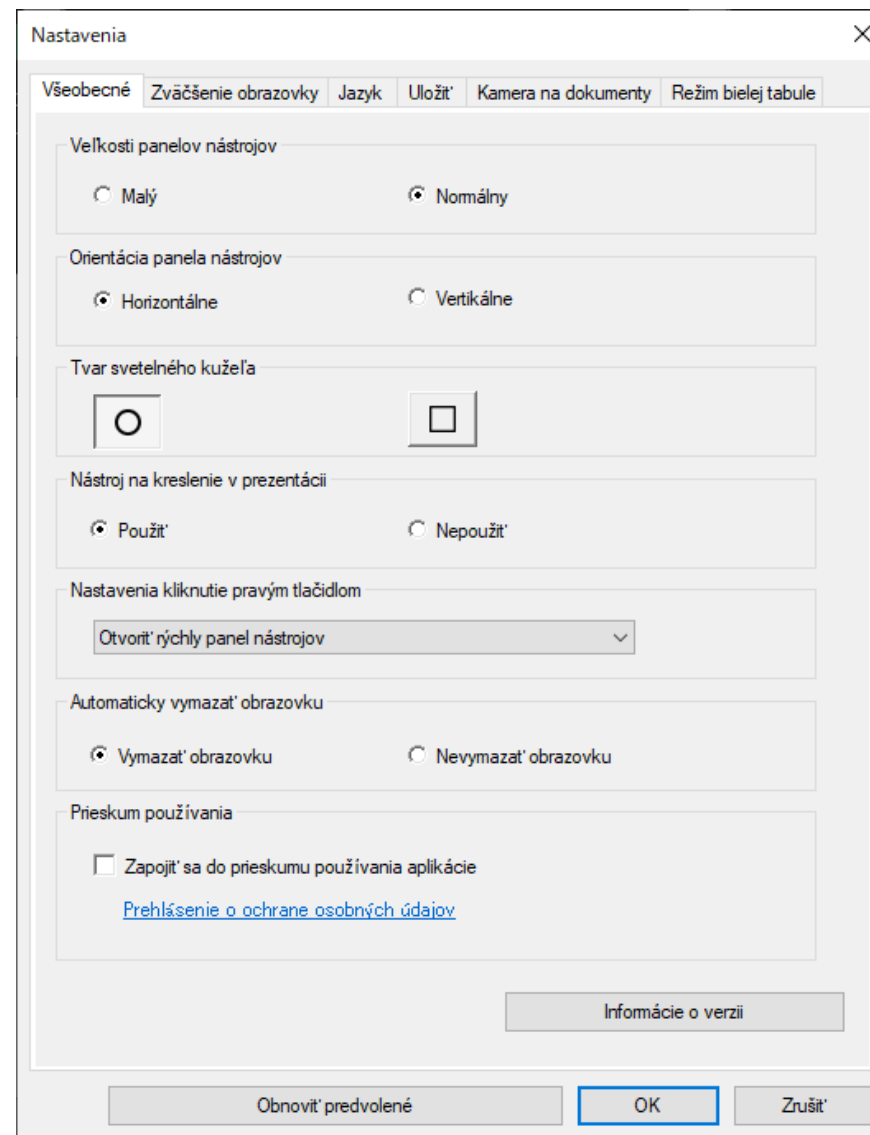 Nastavenia
Všeobecné Zväčšenie obrazovky Jazyk Uložiť Kamera na dokumenty Režim bielej tabule
Veľkosti panelov nástrojov
Malý Normálny
Orientácia panela nástrojov
Horizontálne Vertikálne
Tvar svetelného kužeľa
Nástroj na kreslenie v prezentácii
Použiť Nepoužiť
Nastavenia kliknutie pravým tlačidlom
Otvoriť rýchly panel nástrojov
Automaticky vymazať obrazovku
Vymazať obrazovku Nevymazať obrazovku
Prieskum používania
Zapojiť sa do prieskumu používania aplikácie
Prehlásenie o ochrane osobných údajov
Informácie o verzii
Obnoviť predvolené OK Zrušiť